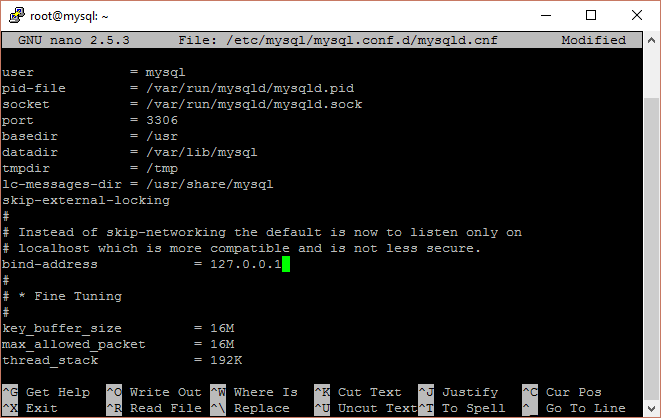 root@mysql: ~
GNU nano 2.5.3 File: /etc/mysql/mysql.conf.d/mysqld.cnf Modified
user = mysql
pid-file = /var/run/mysqld/mysqld.pid
socket = /var/run/mysqld/mysqld.sock
port = 3306
basedir = /usr
datadir = /var/lib/mysql
tmpdir = /tmp
lc-messages-dir = /usr/share/mysql
skip-external-locking
#
# Instead of skip-networking the default is now to listen only on
# localhost which is more compatible and is not less secure.
bind-address = 127.0.0.1
#
# * Fine Tuning
#
key_buffer_size = 16M
max_allowed_packet = 16M
thread_stack = 192K
^G Get Help ^O Write Out ^W Where Is ^K Cut Text ^J Justify ^C Cur Pos
^X Exit ^R Read File ^\ Replace ^U Uncut Text ^T To Spell ^_ Go To Line